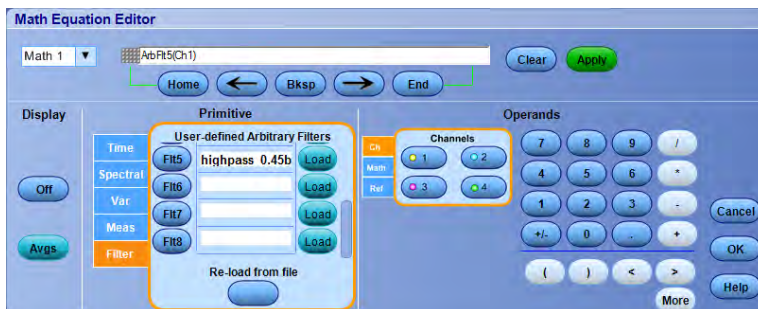 Math Equation Editor
Math 1
ArbFlt5(Ch1)
Clear
Apply
Home
Bksp
End
Display
Primitive
Operands
Off
Avgs
Time
Spectral
Var
Meas
Filter
User-defined Arbitrary Filters
Flt5 highpass_0.45b Load
Flt6 Load
Flt7 Load
Flt8 Load
Re-load from file
Ch
Math
Ref
Channels
1 2
3 4
7 8 9 /
4 5 6 *
1 2 3 -
+/- 0 . +
( ) < >
More
Cancel
OK
Help